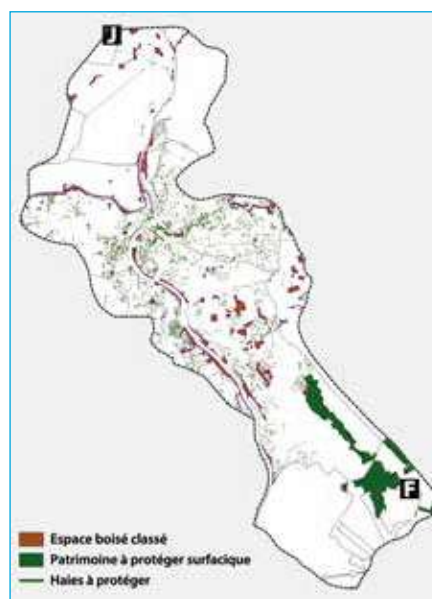 J
F
Espace boisé classé
Patrimoine à protéger surfacique
Haies à protéger